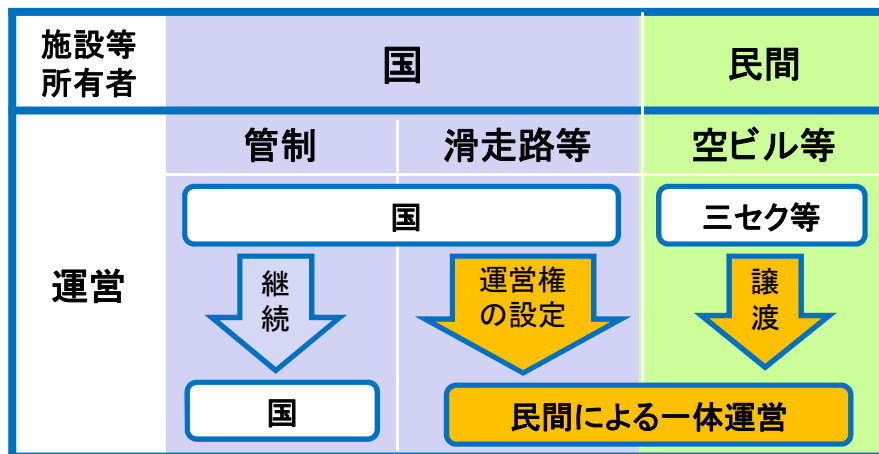 施設等
所有者
国
民間
管制
滑走路等
空ビル等
運営
国
三セク等
継
続
運営権
の設定
譲
渡
国
民間による一体運営